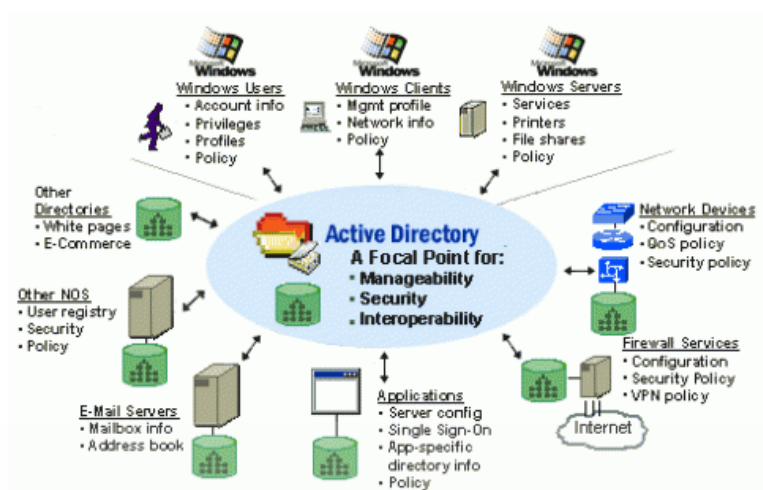 Microsoft
Windows
Microsoft
Windows
Microsoft
Windows
Windows Users
• Account info
• Privileges
• Profiles
• Policy
Windows Clients
• Mgmt profile
• Network info
• Policy
Windows Servers
• Services
• Printers
• File shares
• Policy
Other
Directories
• White pages
• E-Commerce
Active Directory
A Focal Point for:
▪ Manageability
▪ Security
▪ Interoperability
Network Devices
• Configuration
• QoS policy
• Security policy
Other NOS
• User registry
• Security
• Policy
Firewall Services
• Configuration
• Security Policy
• VPN policy
Internet
E-Mail Servers
• Mailbox info
• Address book
Applications
• Server config
• Single Sign-On
• App-specific
directory info
• Policy